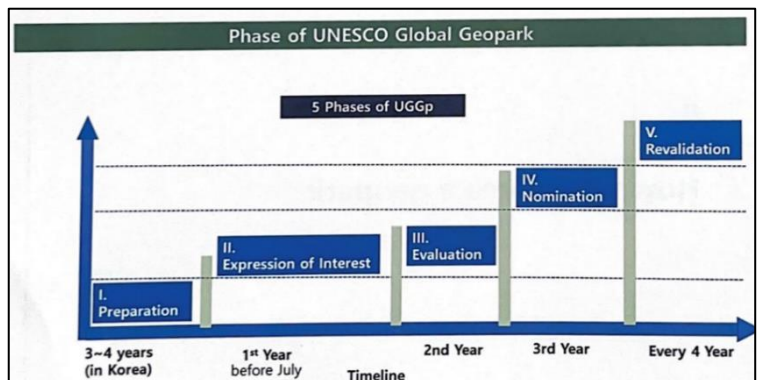 Phase of UNESCO Global Geopark
5 Phases of UGGp
V.
Revalidation
IV.
Nomination
III.
Evaluation
II.
Expression of Interest
I.
Preparation
3~4 years
(in Korea)
1st Year
before July
2nd Year
3rd Year
Every 4 Year
Timeline